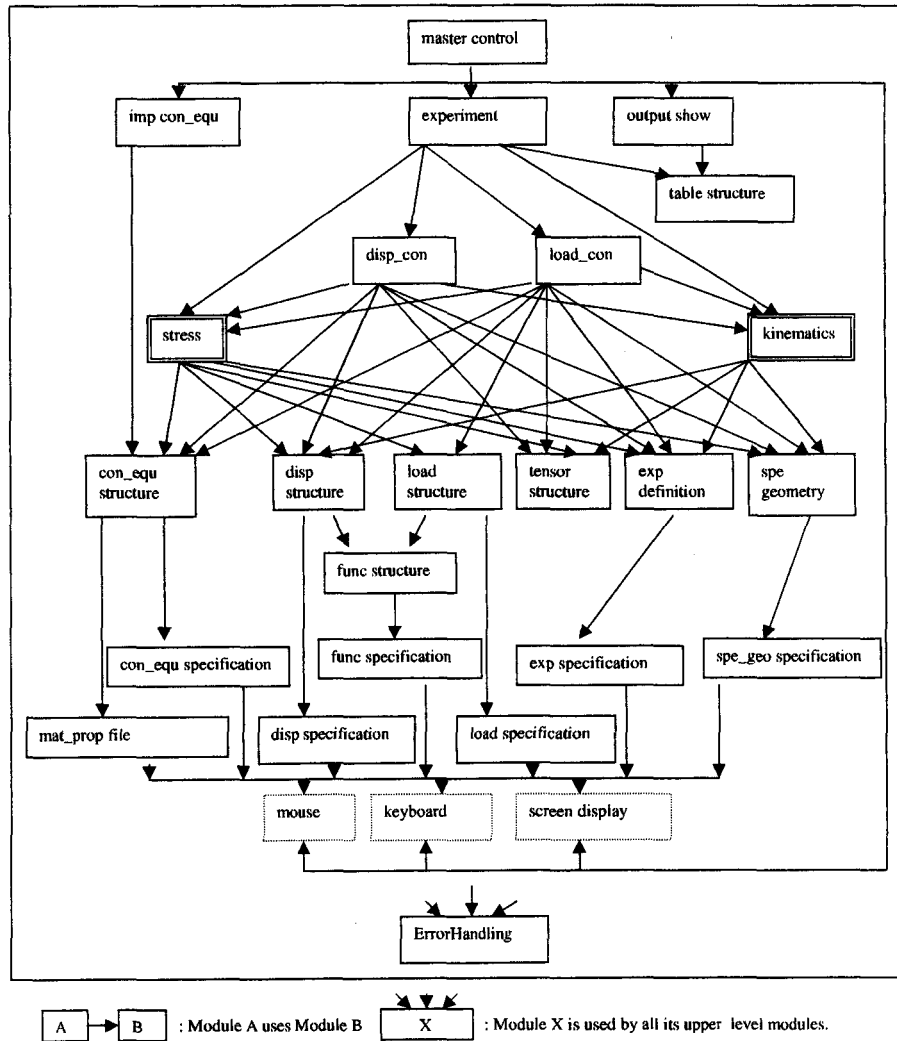 master control
imp con_equ
experiment
output show
table structure
disp_con
load_con
stress
kinematics
con_equ
structure
disp
structure
load
structure
tensor
structure
exp
definition
spe
geometry
func structure
con_equ specification
func specification
exp specification
spe_geo specification
mat_prop file
disp specification
load specification
mouse
keyboard
screen display
ErrorHandling
A
B
: Module A uses Module B
X
: Module X is used by all its upper level modules.